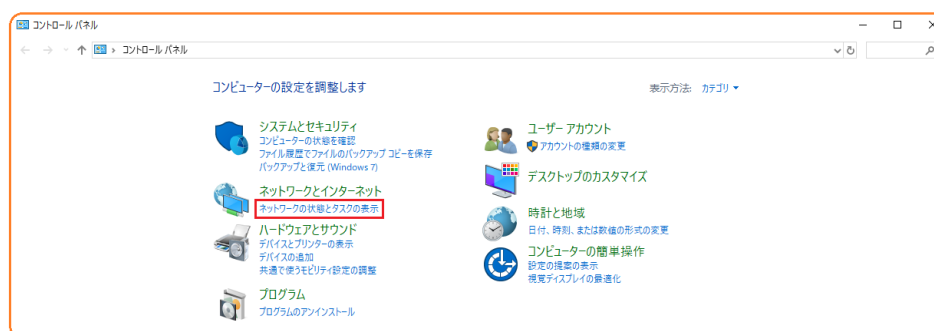 コントロール パネル
コントロール パネル
コンピューターの設定を調整します
表示方法: カテゴリ
システムとセキュリティ
コンピューターの状態を確認
ファイル履歴でファイルのバックアップ コピーを保存
バックアップと復元 (Windows 7)
ネットワークとインターネット
ネットワークの状態とタスクの表示
ハードウェアとサウンド
デバイスとプリンターの表示
デバイスの追加
共通で使うモビリティ設定の調整
プログラム
プログラムのアンインストール
ユーザー アカウント
アカウントの種類の変更
デスクトップのカスタマイズ
時計と地域
日付、時刻、または数値の形式の変更
コンピューターの簡単操作
設定の提案の表示
視覚ディスプレイの最適化